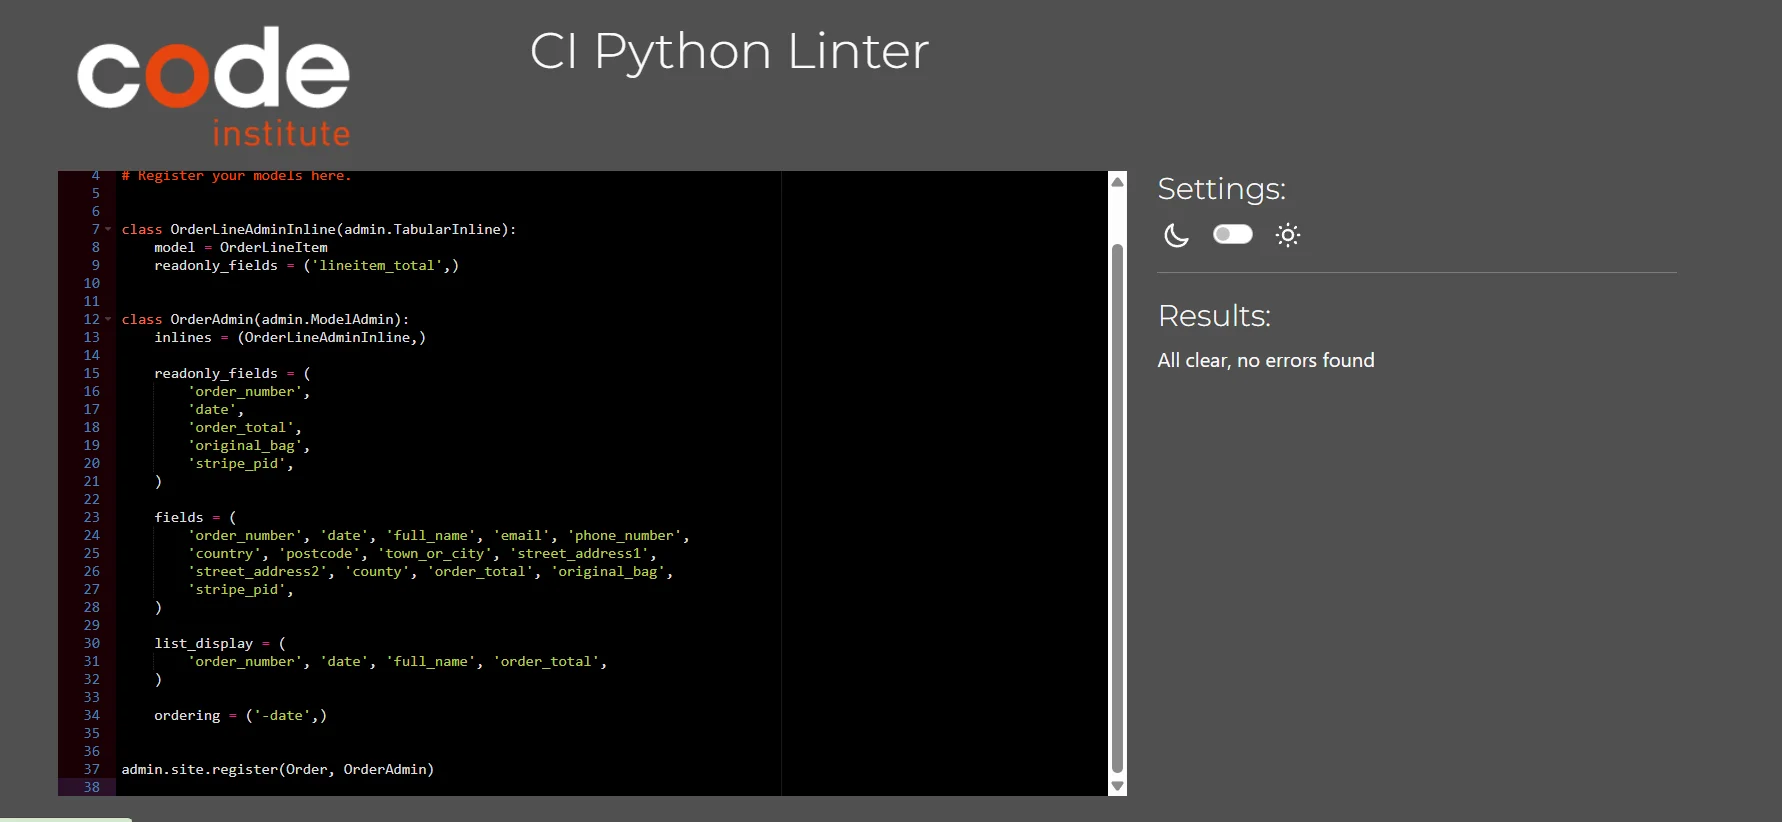 code
institute
CI Python Linter
4 # Register your models here.
5
6
7 class OrderLineAdminInline(admin.TabularInline):
8     model = OrderLineItem
9     readonly_fields = ('lineitem_total',)
10
11
12 class OrderAdmin(admin.ModelAdmin):
13     inlines = (OrderLineAdminInline,)
14
15     readonly_fields = (
16         'order_number',
17         'date',
18         'order_total',
19         'original_bag',
20         'stripe_pid',
21     )
22
23     fields = (
24         'order_number', 'date', 'full_name', 'email', 'phone_number',
25         'country', 'postcode', 'town_or_city', 'street_address1',
26         'street_address2', 'county', 'order_total', 'original_bag',
27         'stripe_pid',
28     )
29
30     list_display = (
31         'order_number', 'date', 'full_name', 'order_total',
32     )
33
34     ordering = ('-date',)
35
36
37 admin.site.register(Order, OrderAdmin)
38
Settings:
Results:
All clear, no errors found